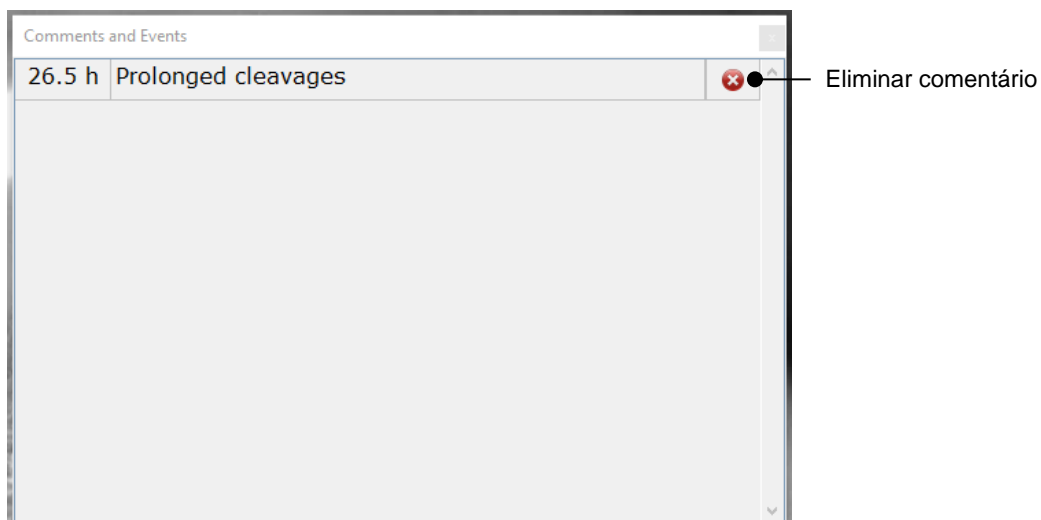 Comments and Events
26.5 h Prolonged cleavages
Eliminar comentário